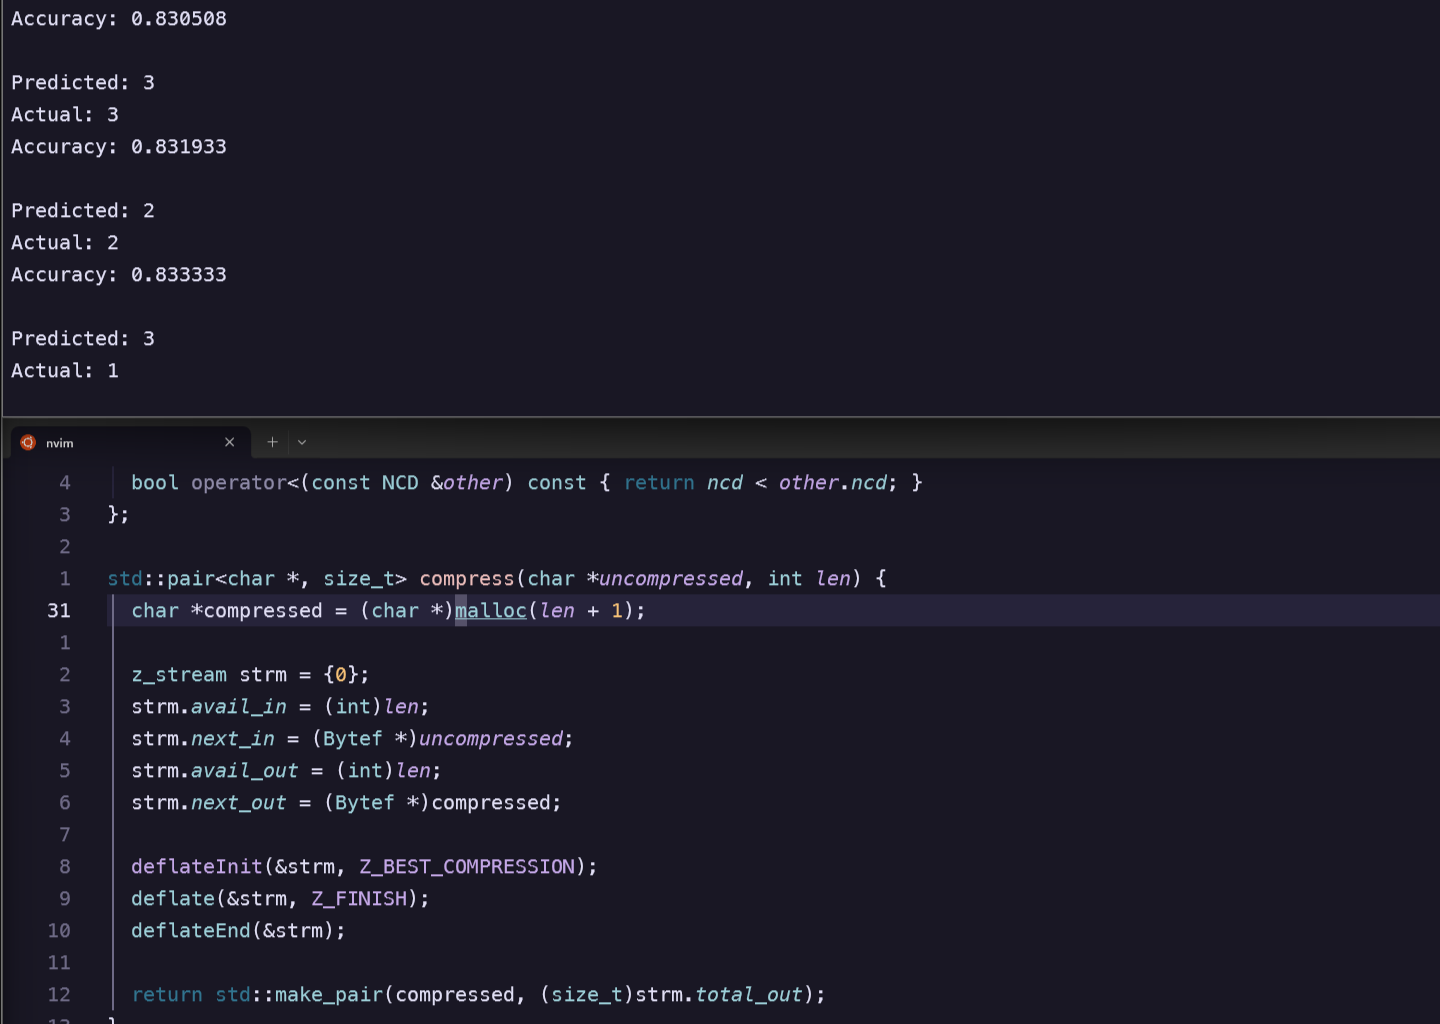 Accuracy: 0.830508
Predicted: 3
Actual: 3
Accuracy: 0.831933
Predicted: 2
Actual: 2
Accuracy: 0.833333
Predicted: 3
Actual: 1
nvim
4 bool operator<(const NCD &other) const { return ncd < other.ncd; }
3 };
2
1 std::pair<char *, size_t> compress(char *uncompressed, int len) {
31 char *compressed = (char *)malloc(len + 1);
1
2 z_stream strm = {0};
3 strm.avail_in = (int)len;
4 strm.next_in = (Bytef *)uncompressed;
5 strm.avail_out = (int)len;
6 strm.next_out = (Bytef *)compressed;
7
8 deflateInit(&strm, Z_BEST_COMPRESSION);
9 deflate(&strm, Z_FINISH);
10 deflateEnd(&strm);
11
12 return std::make_pair(compressed, (size_t)strm.total_out);
13 }